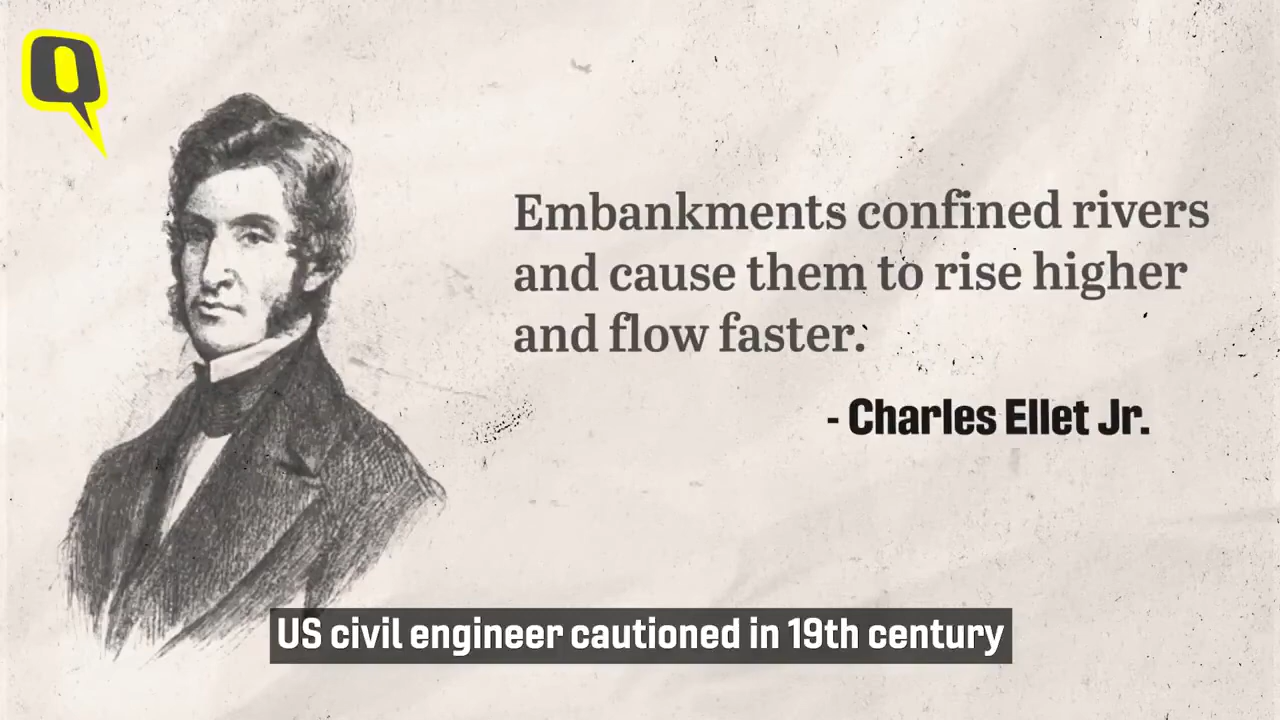 Q
Embankments confined rivers
and cause them to rise higher
and flow faster.
- Charles Ellet Jr.
US civil engineer cautioned in 19th century